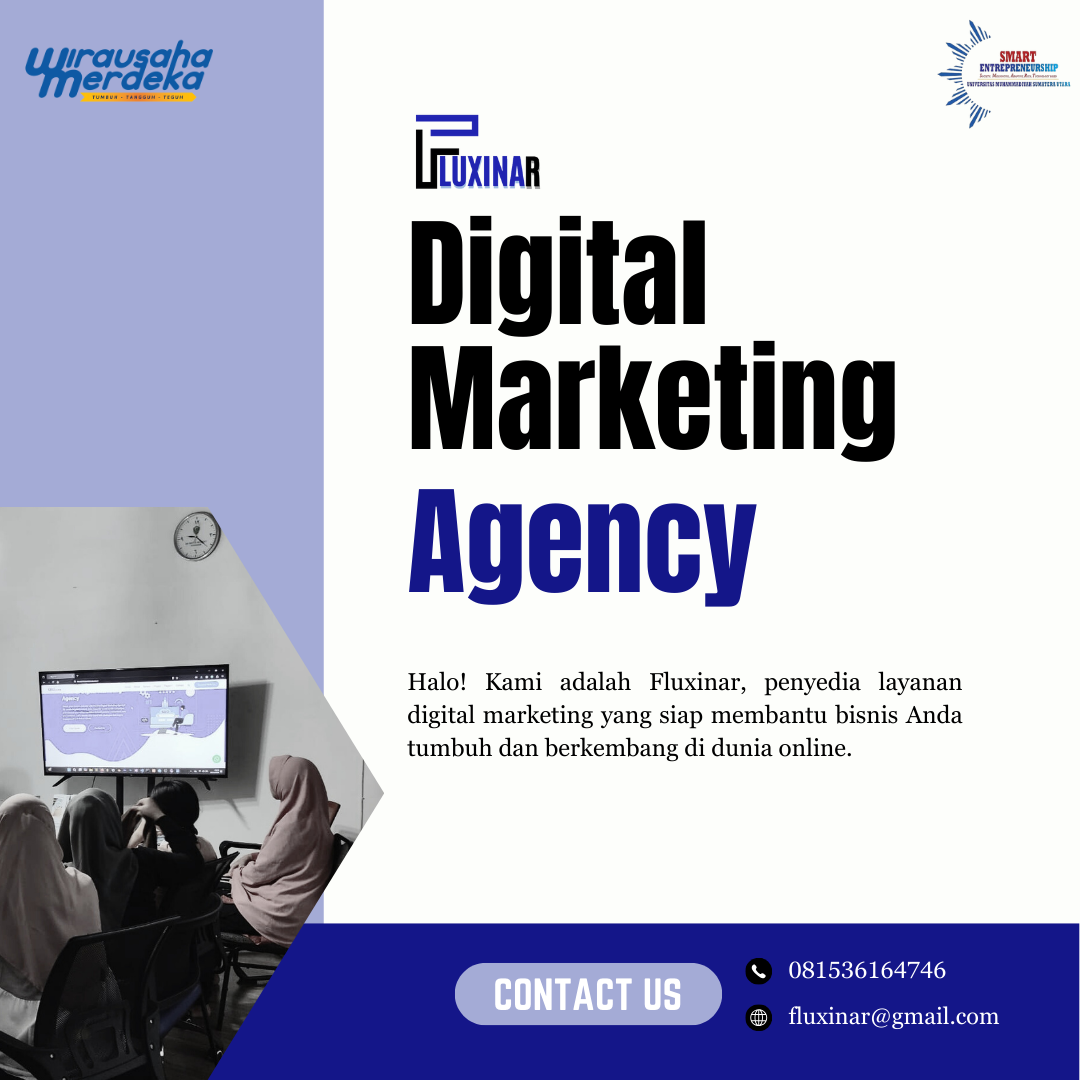 Wirausaha
Merdeka
TUMBUH - TANGGUH - TEGUH
SMART
ENTREPRENEURSHIP
UNIVERSITAS MUHAMMADIYAH SUMATERA UTARA
FLUXINAR
Digital
Marketing
Agency
Agency
Halo! Kami adalah Fluxinar, penyedia layanan
digital marketing yang siap membantu bisnis Anda
tumbuh dan berkembang di dunia online.
CONTACT US
081536164746
fluxinar@gmail.com